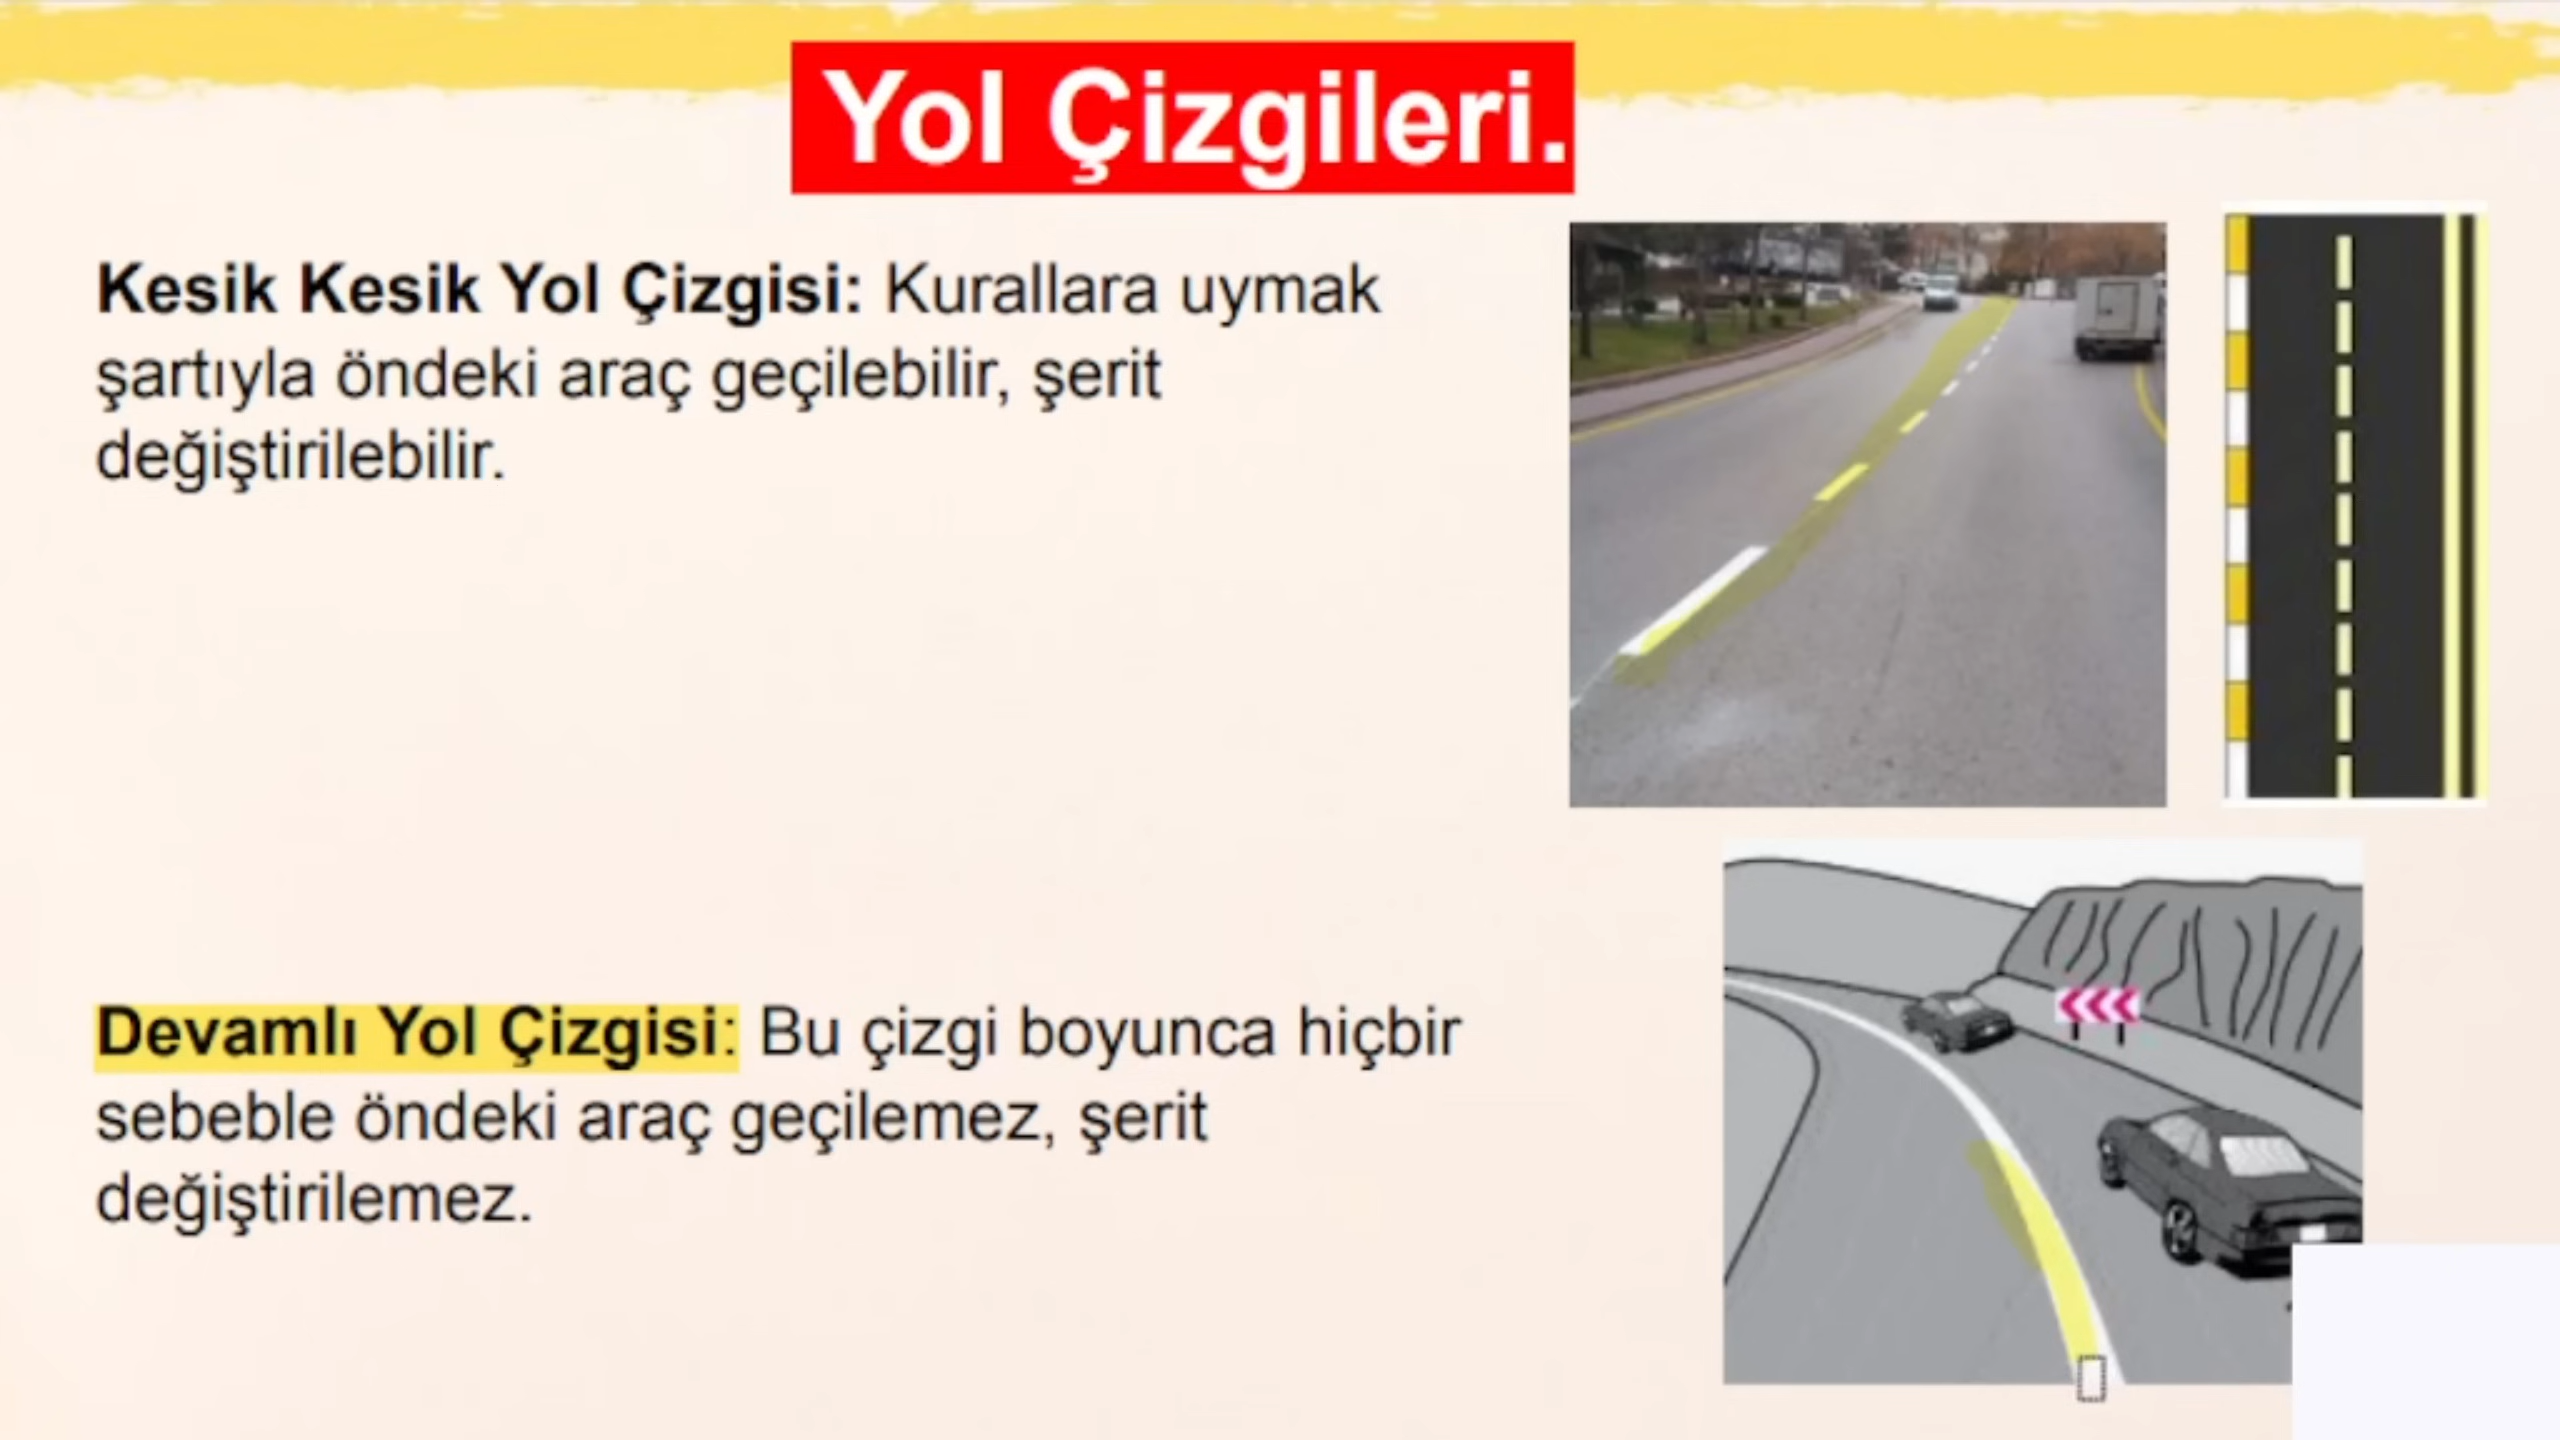 Yol Çizgileri.
Kesik Kesik Yol Çizgisi: Kurallara uymak
şartıyla öndeki araç geçilebilir, şerit
değiştirilebilir.
Devamlı Yol Çizgisi: Bu çizgi boyunca hiçbir
sebeble öndeki araç geçilemez, şerit
değiştirilemez.